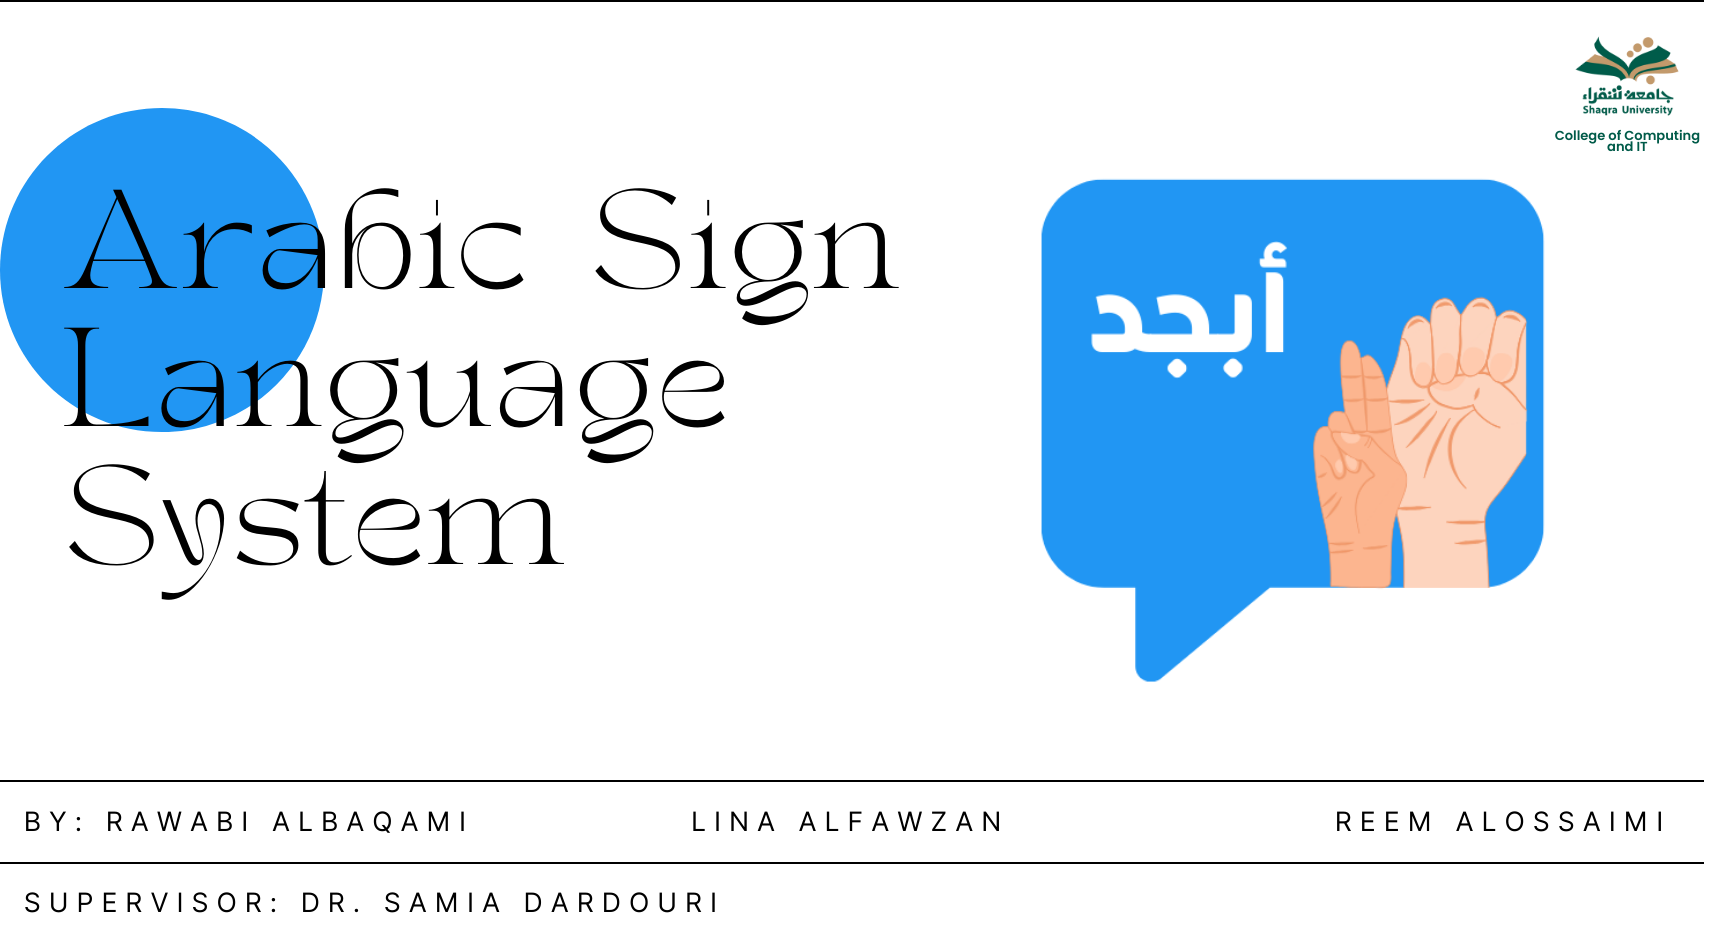 جامعة شقراء
Shaqra University
College of Computing
and IT
Arabic Sign
Language
System
أبجد
BY: RAWABI ALBAQAMI
LINA ALFAWZAN
REEM ALOSSAIMI
SUPERVISOR: DR. SAMIA DARDOURI